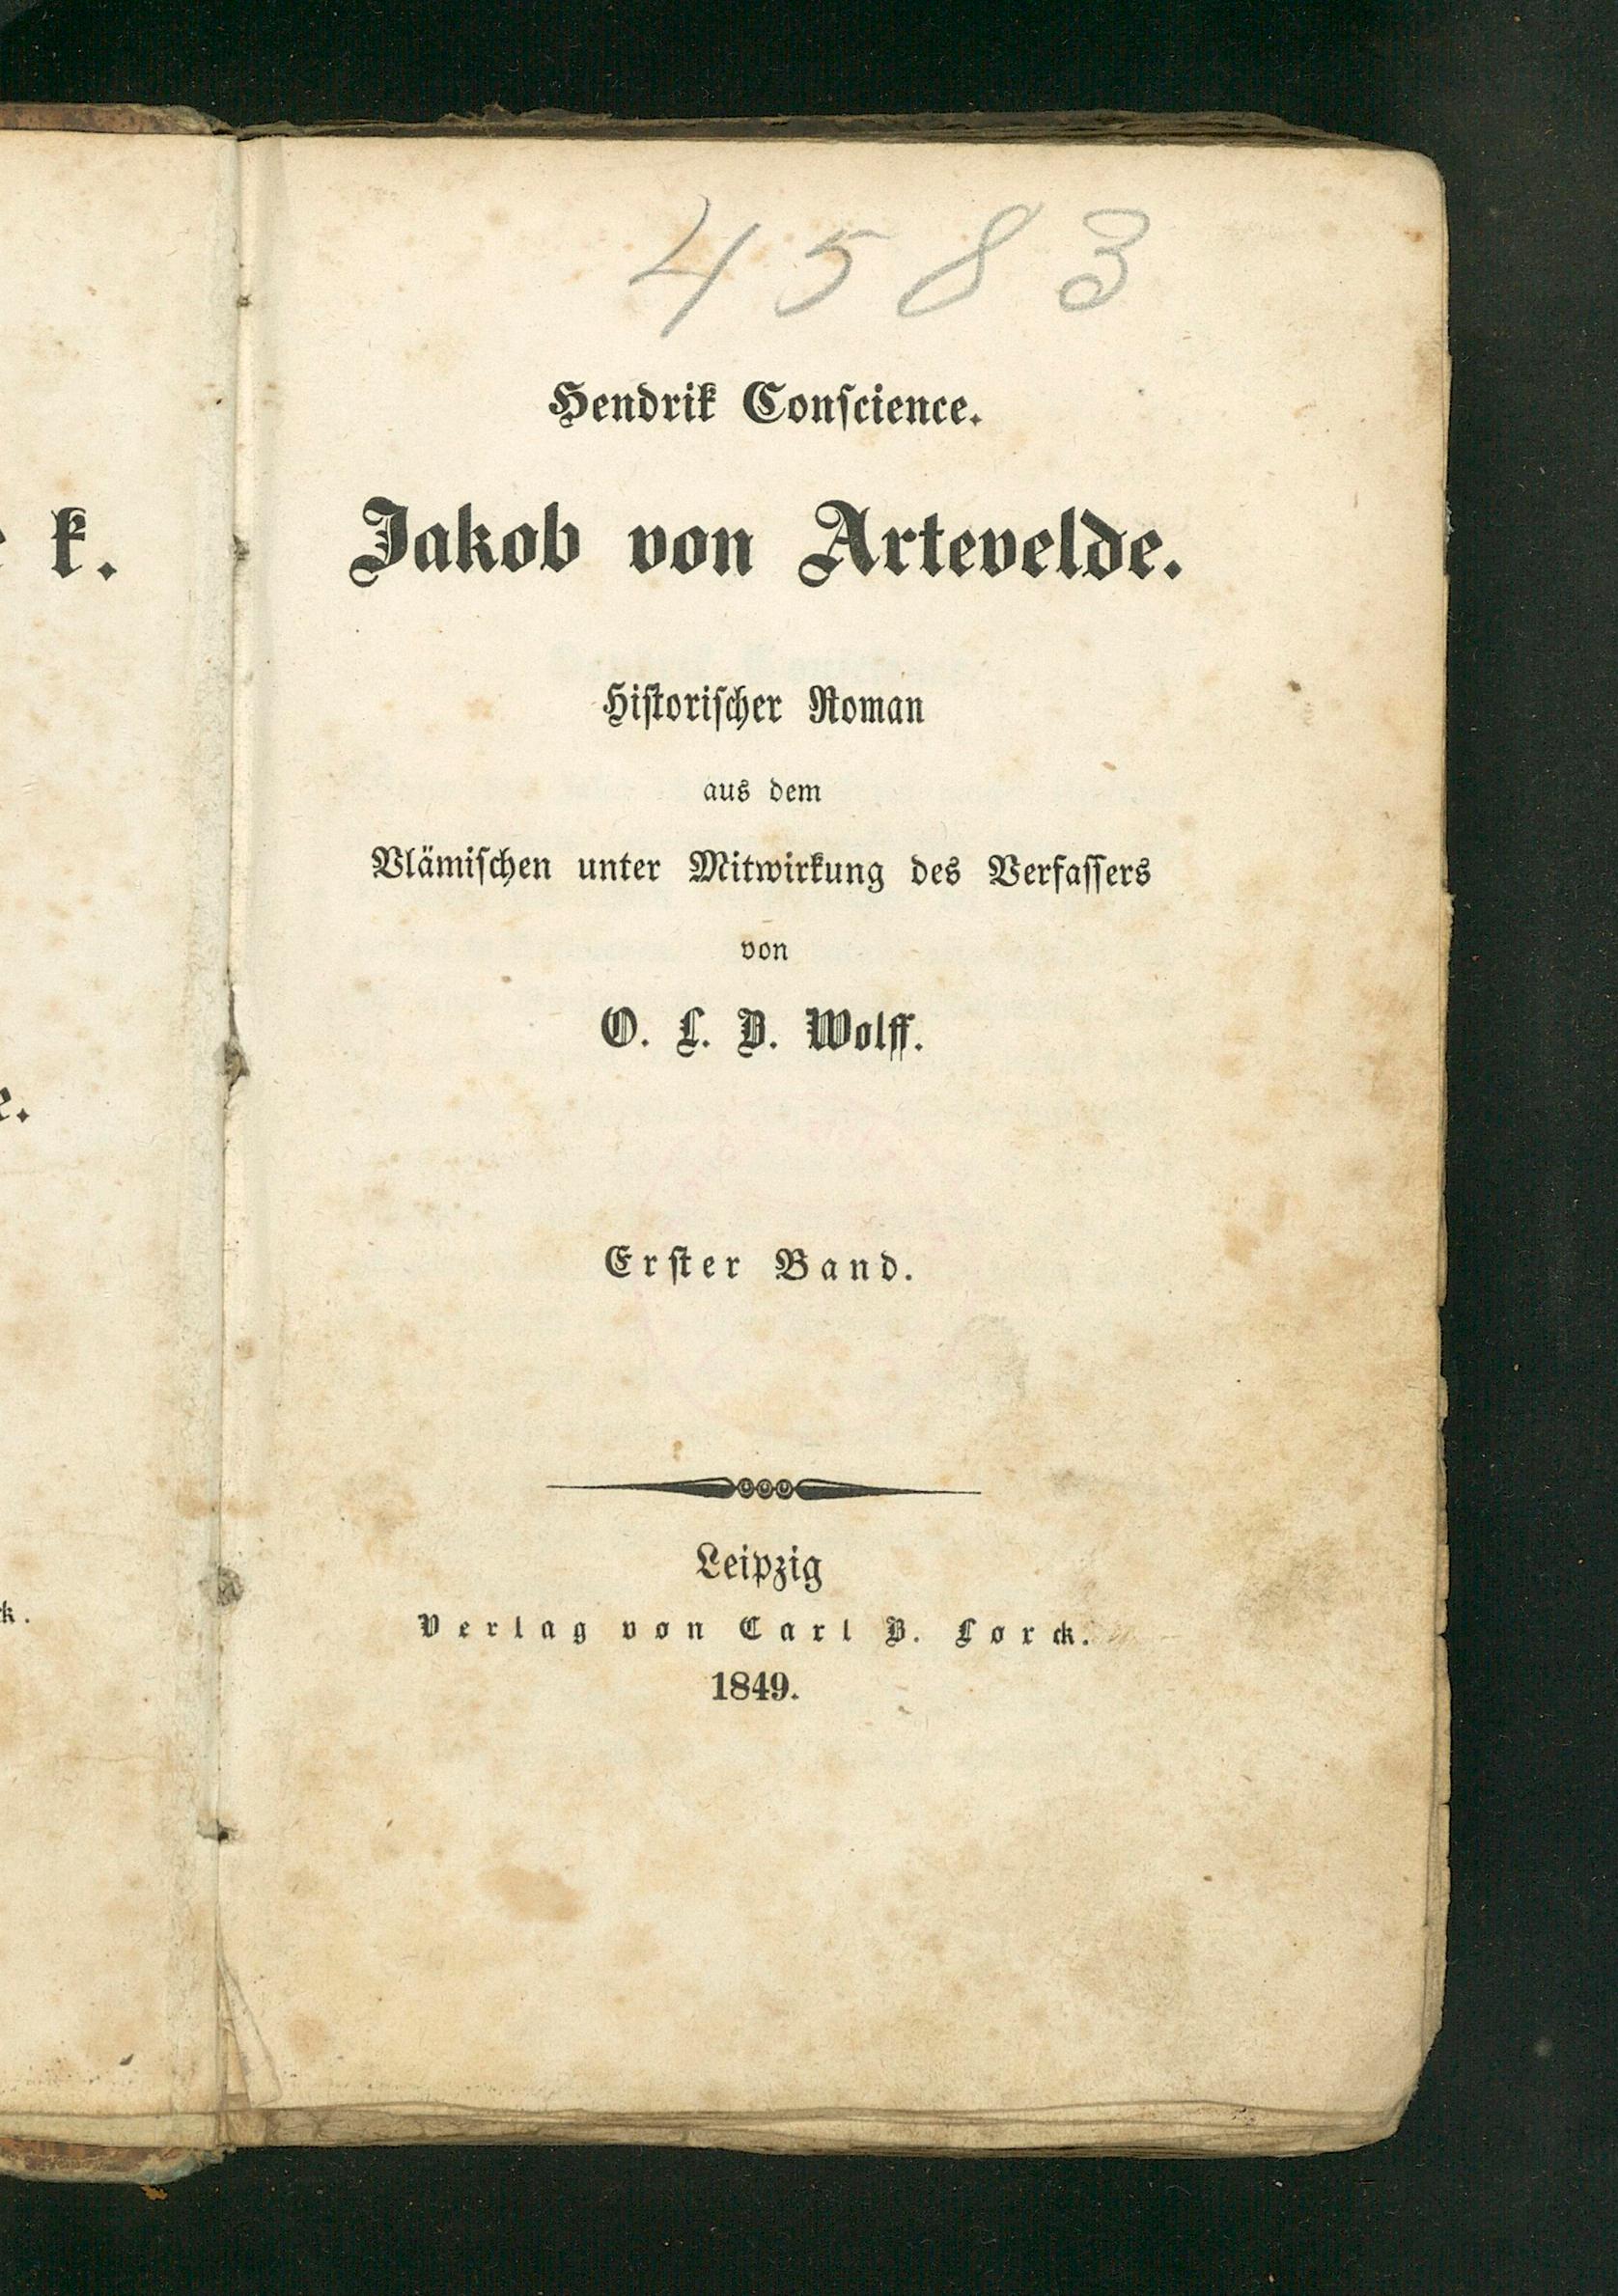 4583
Hendrik Conscience.
Jakob von Artevelde.
Historischer Roman
aus dem
Vlämischen unter Mitwirkung des Verfassers
von
O. L. B. Wolff.
Erster Band.
Leipzig
Verlag von Carl B. Lorck.
1849.